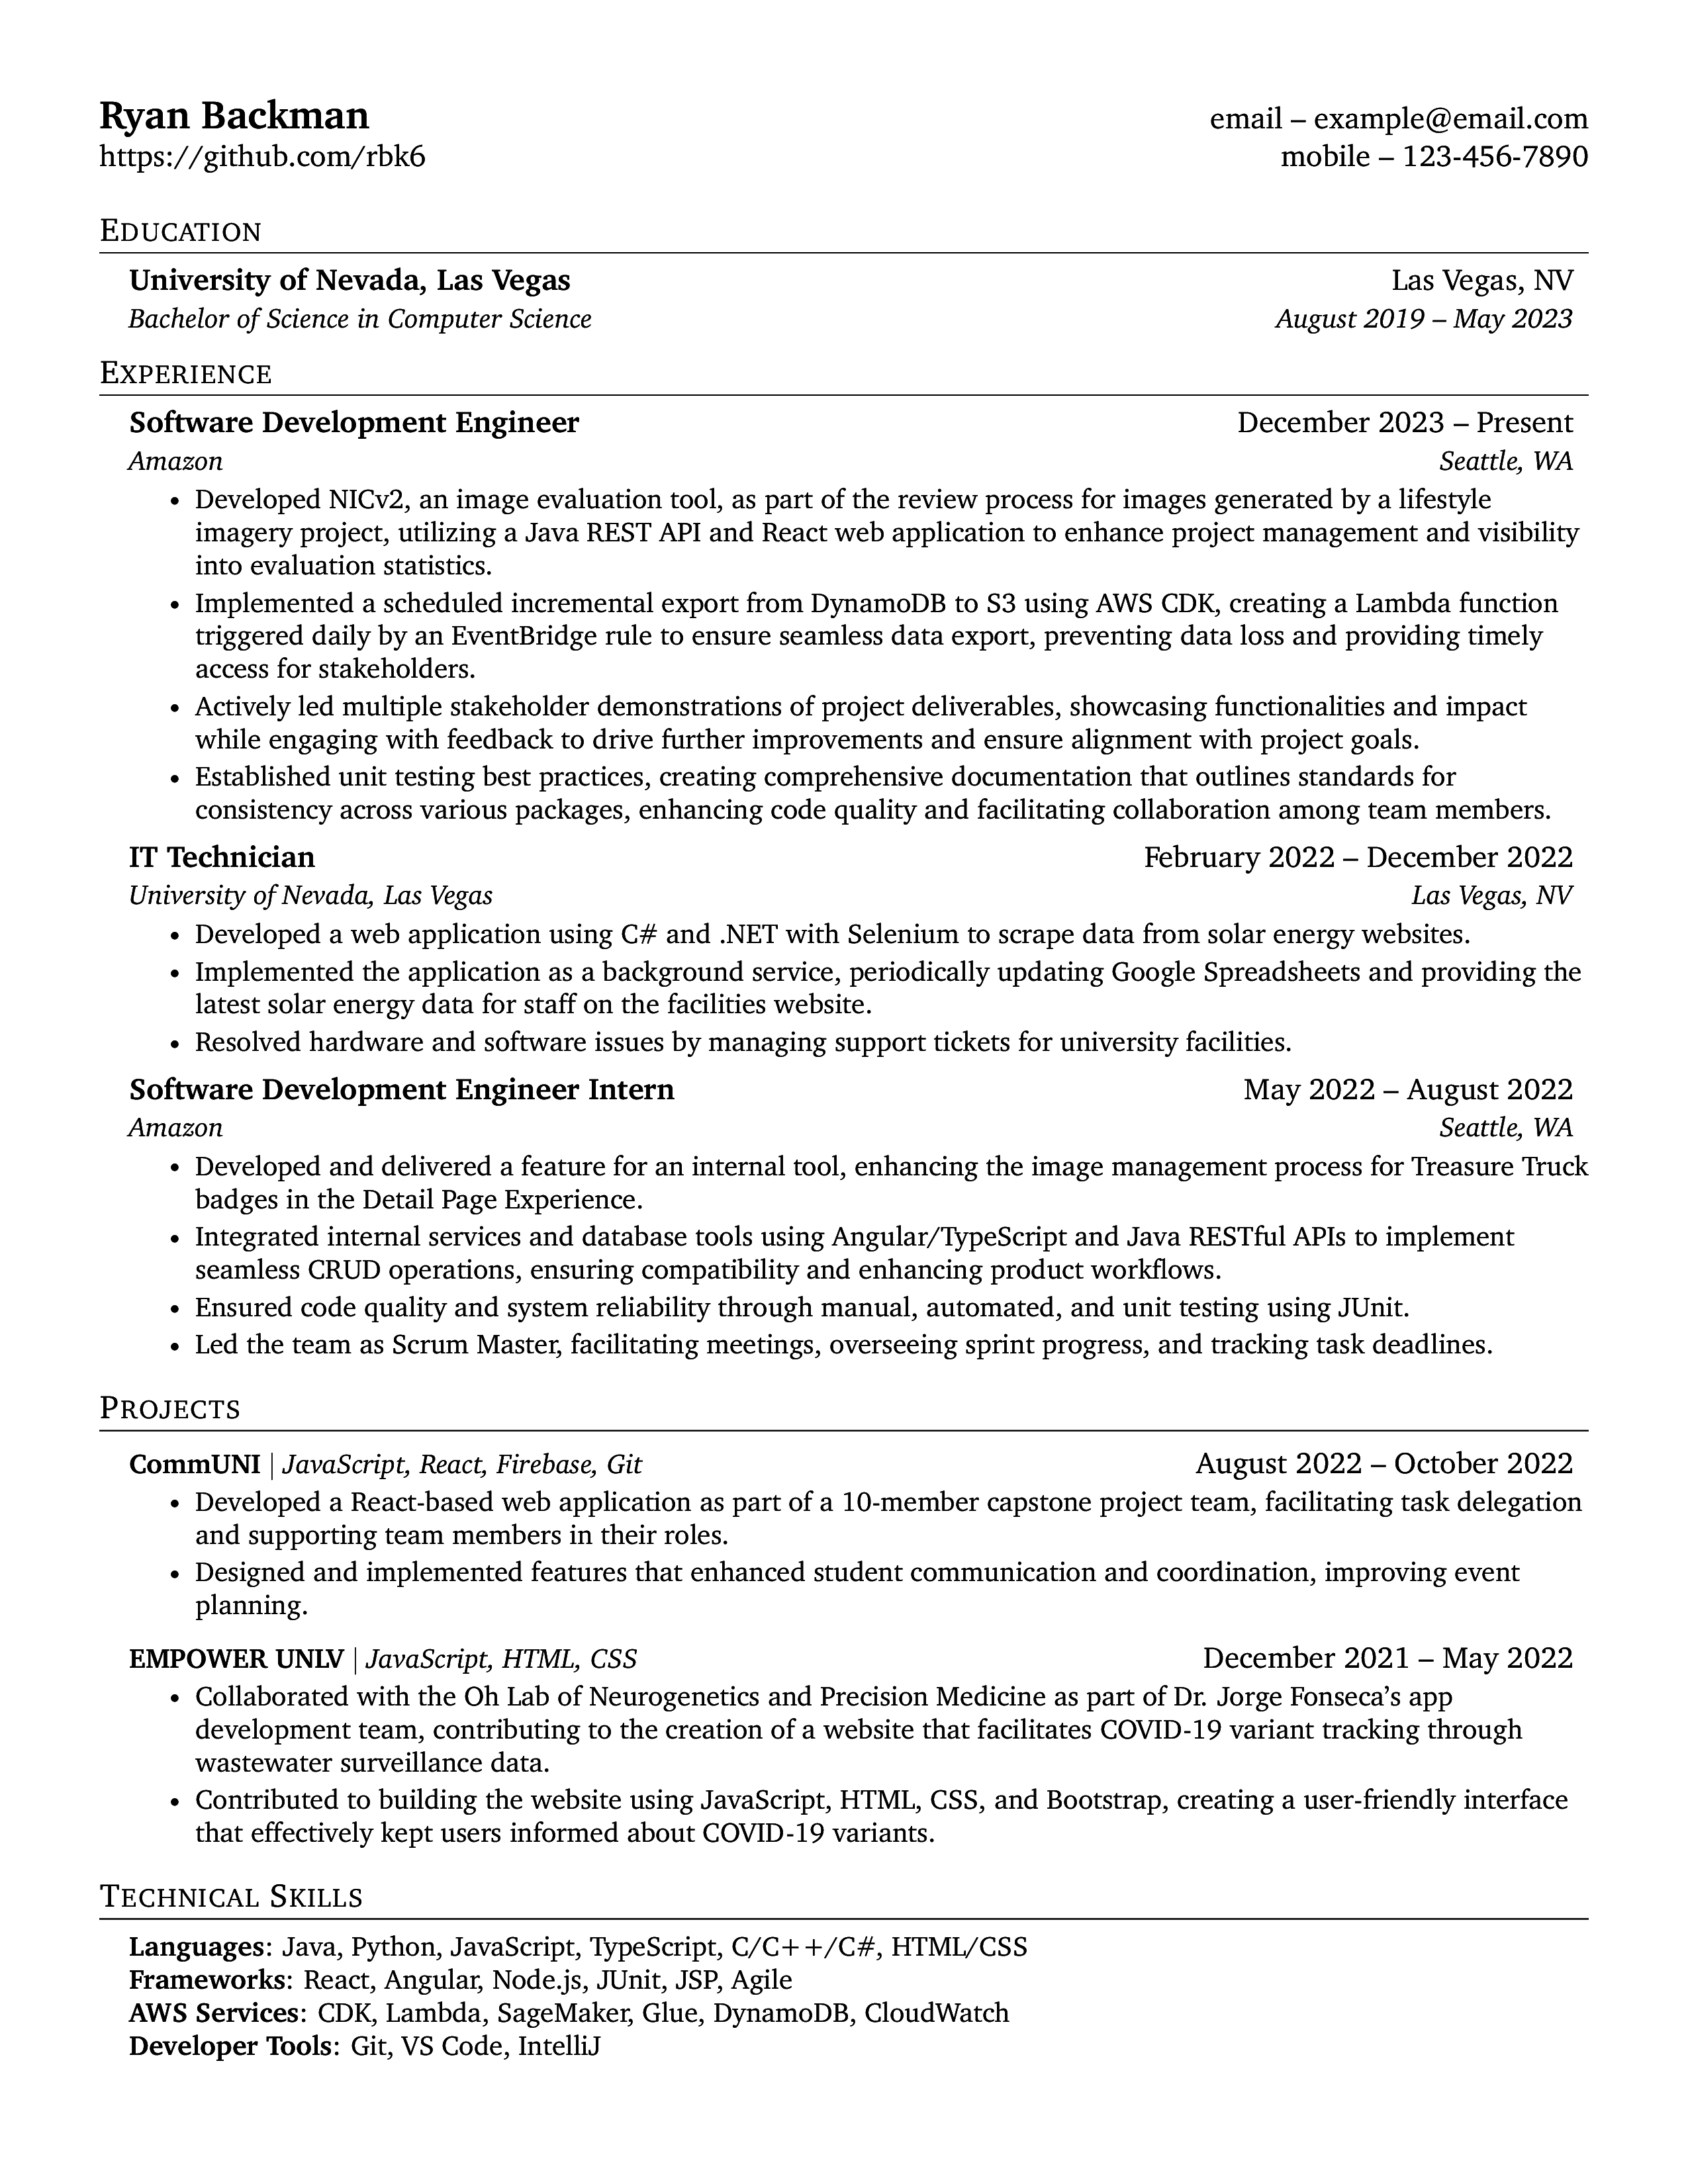 Ryan Backman
email – example@email.com
https://github.com/rbk6
mobile – 123-456-7890
EDUCATION
University of Nevada, Las Vegas
Las Vegas, NV
Bachelor of Science in Computer Science
August 2019 – May 2023
EXPERIENCE
Software Development Engineer
December 2023 – Present
Amazon
Seattle, WA
• Developed NICv2, an image evaluation tool, as part of the review process for images generated by a lifestyle
imagery project, utilizing a Java REST API and React web application to enhance project management and visibility
into evaluation statistics.
• Implemented a scheduled incremental export from DynamoDB to S3 using AWS CDK, creating a Lambda function
triggered daily by an EventBridge rule to ensure seamless data export, preventing data loss and providing timely
access for stakeholders.
• Actively led multiple stakeholder demonstrations of project deliverables, showcasing functionalities and impact
while engaging with feedback to drive further improvements and ensure alignment with project goals.
• Established unit testing best practices, creating comprehensive documentation that outlines standards for
consistency across various packages, enhancing code quality and facilitating collaboration among team members.
IT Technician
February 2022 – December 2022
University of Nevada, Las Vegas
Las Vegas, NV
• Developed a web application using C# and .NET with Selenium to scrape data from solar energy websites.
• Implemented the application as a background service, periodically updating Google Spreadsheets and providing the
latest solar energy data for staff on the facilities website.
• Resolved hardware and software issues by managing support tickets for university facilities.
Software Development Engineer Intern
May 2022 – August 2022
Amazon
Seattle, WA
• Developed and delivered a feature for an internal tool, enhancing the image management process for Treasure Truck
badges in the Detail Page Experience.
• Integrated internal services and database tools using Angular/TypeScript and Java RESTful APIs to implement
seamless CRUD operations, ensuring compatibility and enhancing product workflows.
• Ensured code quality and system reliability through manual, automated, and unit testing using JUnit.
• Led the team as Scrum Master, facilitating meetings, overseeing sprint progress, and tracking task deadlines.
PROJECTS
CommUNI | JavaScript, React, Firebase, Git
August 2022 – October 2022
• Developed a React-based web application as part of a 10-member capstone project team, facilitating task delegation
and supporting team members in their roles.
• Designed and implemented features that enhanced student communication and coordination, improving event
planning.
EMPOWER UNLV | JavaScript, HTML, CSS
December 2021 – May 2022
• Collaborated with the Oh Lab of Neurogenetics and Precision Medicine as part of Dr. Jorge Fonseca’s app
development team, contributing to the creation of a website that facilitates COVID-19 variant tracking through
wastewater surveillance data.
• Contributed to building the website using JavaScript, HTML, CSS, and Bootstrap, creating a user-friendly interface
that effectively kept users informed about COVID-19 variants.
TECHNICAL SKILLS
Languages: Java, Python, JavaScript, TypeScript, C/C++/C#, HTML/CSS
Frameworks: React, Angular, Node.js, JUnit, JSP, Agile
AWS Services: CDK, Lambda, SageMaker, Glue, DynamoDB, CloudWatch
Developer Tools: Git, VS Code, IntelliJ